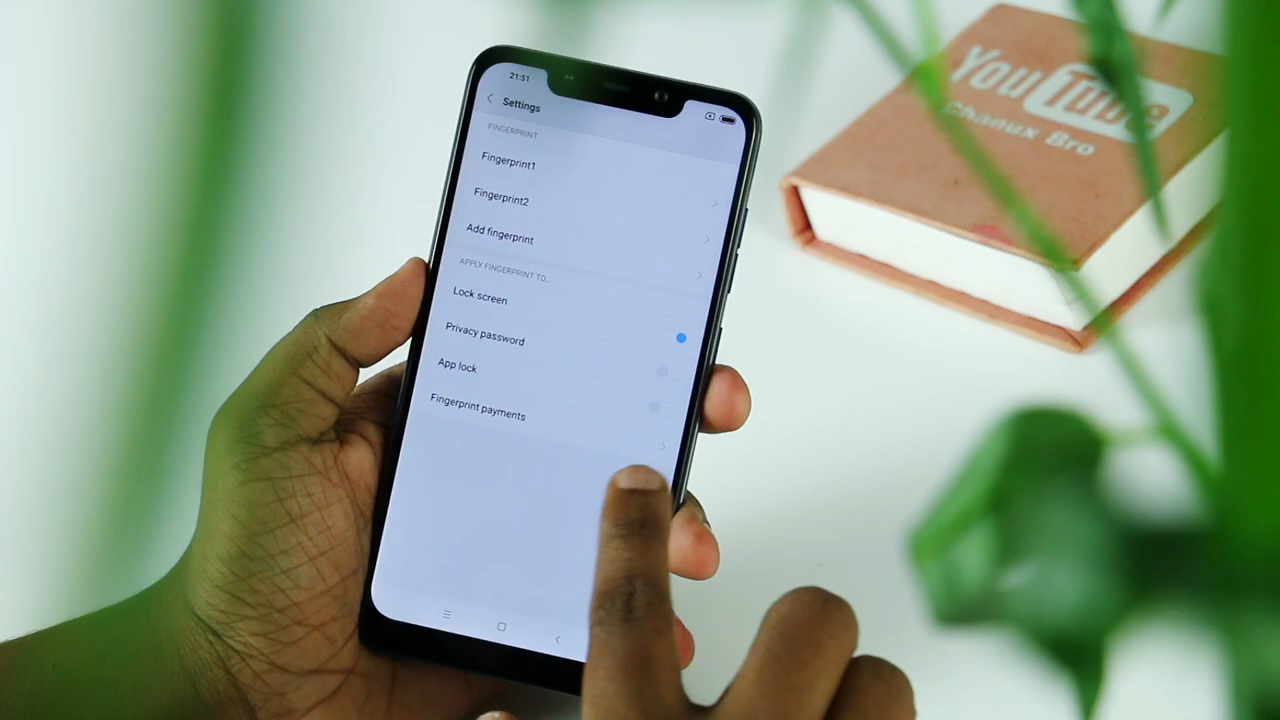 21:51
Settings
FINGERPRINT
Fingerprint1
Fingerprint2
Add fingerprint
APPLY FINGERPRINT TO...
Lock screen
Privacy password
App lock
Fingerprint payments
YouTube
Chanux Bro